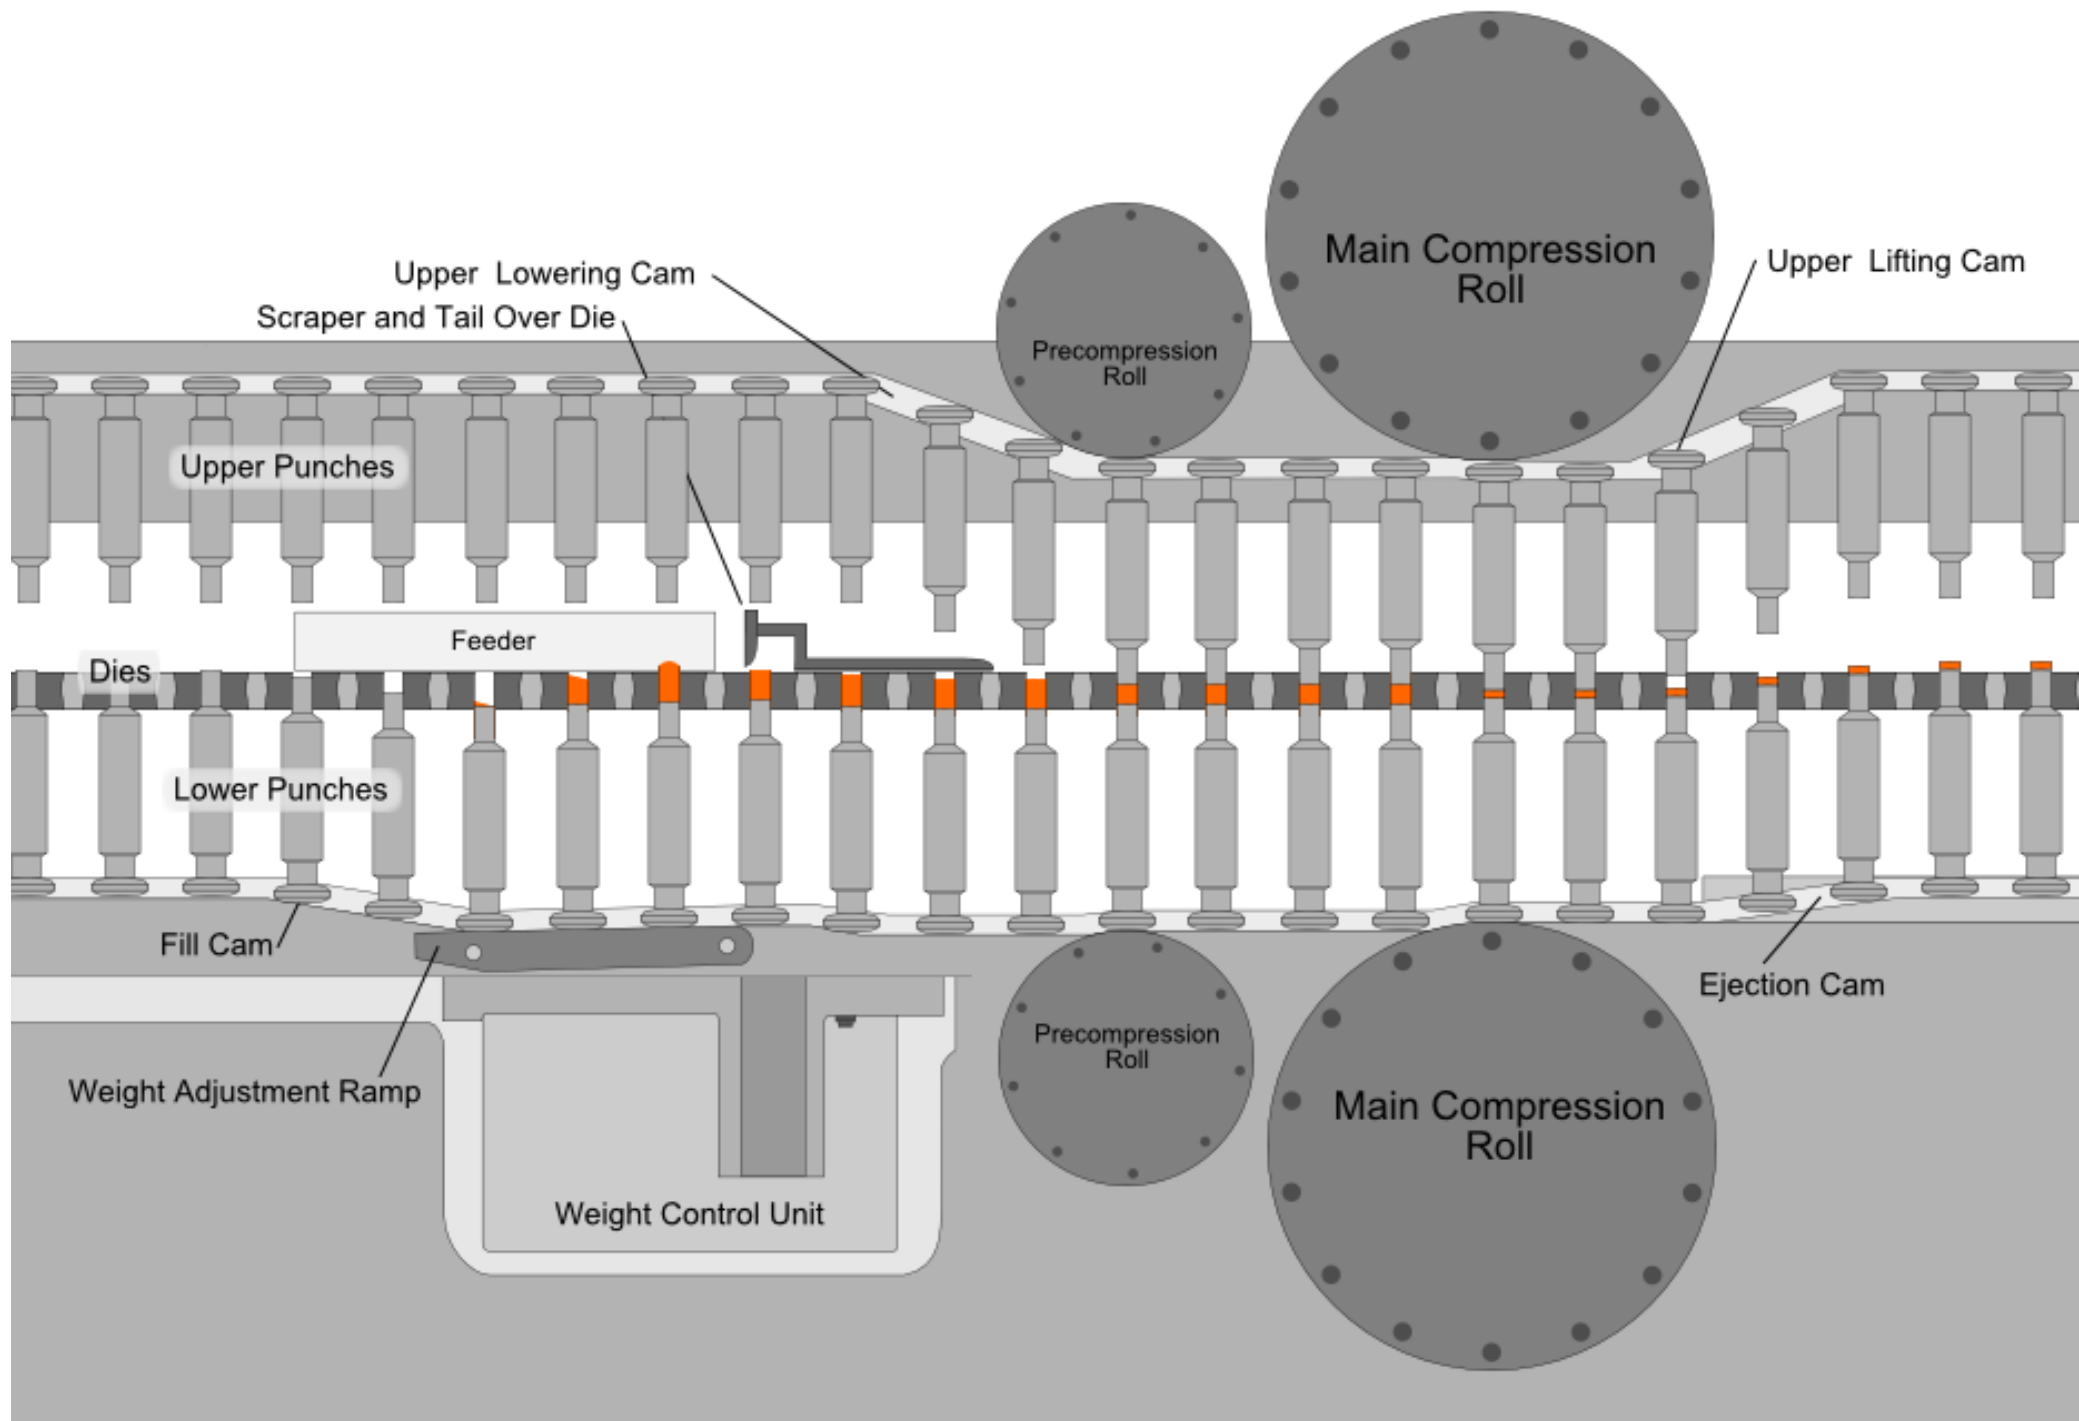 Main Compression
Roll
Upper Lifting Cam
Upper Lowering Cam
Scraper and Tail Over Die
Precompression
Roll
Upper Punches
Feeder
Dies
Lower Punches
Fill Cam
Ejection Cam
Weight Adjustment Ramp
Precompression
Roll
Main Compression
Roll
Weight Control Unit